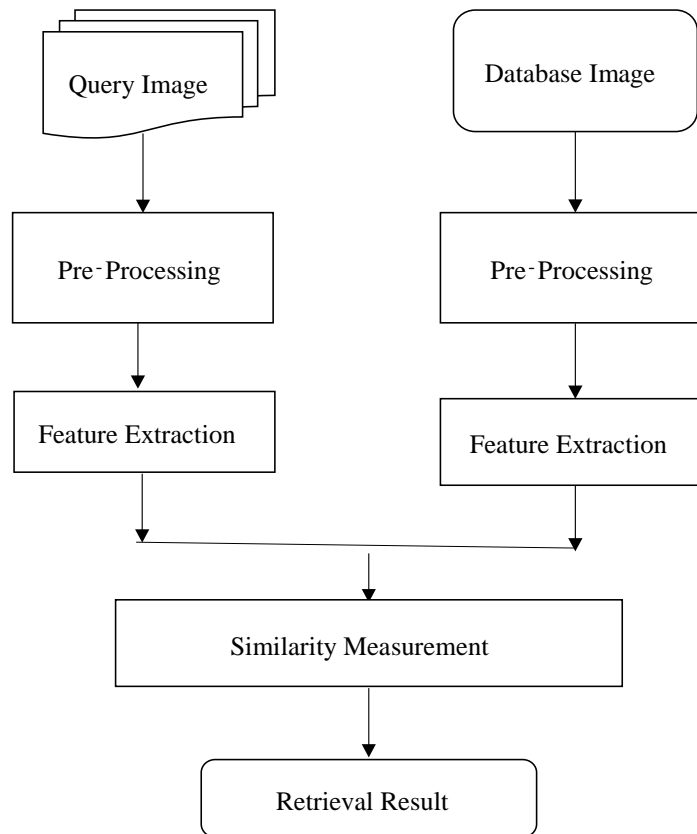 Query Image
Database Image
Pre-Processing
Pre-Processing
Feature Extraction
Feature Extraction
Similarity Measurement
Retrieval Result